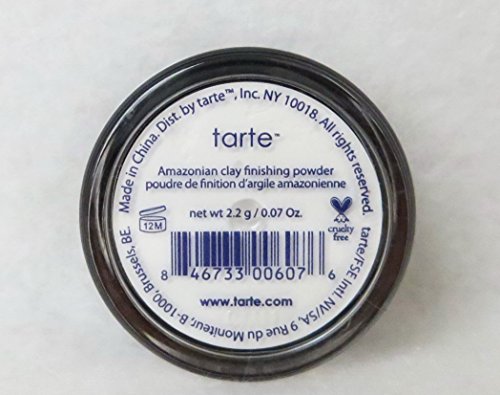 Made in China. Dist. by tarte™, Inc. NY 10018. All rights reserved.
tarte™
Amazonian clay finishing powder
poudre de finition d'argile amazonienne
net wt 2.2 g / 0.07 Oz.
12M
cruelty
free
8 46733 00607 6
www.tarte.com
tarte/FSE Intl. NV/SA, 9 Rue du Moniteur, B-1000, Brussels, BE.